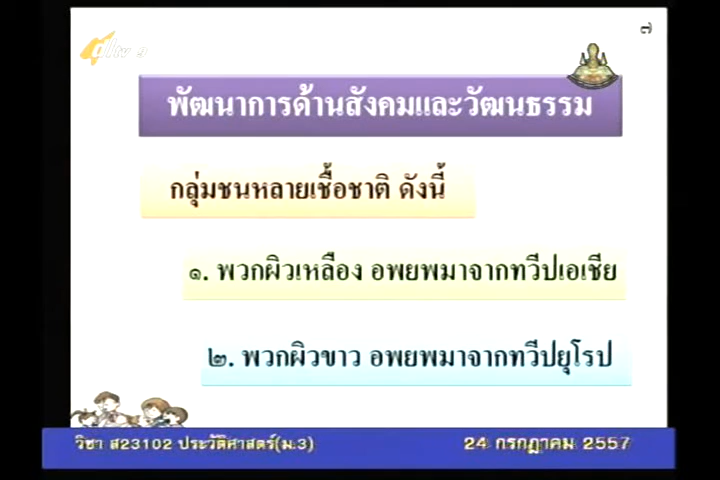 ๗
dltv 9
พัฒนาการด้านสังคมและวัฒนธรรม
กลุ่มชนหลายเชื้อชาติ ดังนี้
๑. พวกผิวเหลือง อพยพมาจากทวีปเอเชีย
๒. พวกผิวขาว อพยพมาจากทวีปยุโรป
วิชา ส23102 ประวัติศาสตร์(ม.3)
24 กรกฎาคม 2557